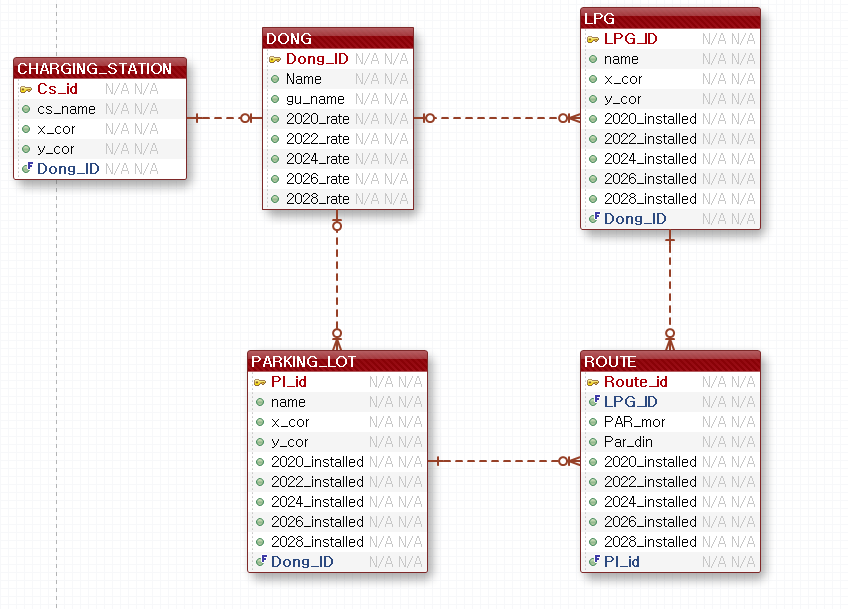 CHARGING_STATION
Cs_id N/A N/A
cs_name N/A N/A
x_cor N/A N/A
y_cor N/A N/A
Dong_ID N/A N/A
DONG
Dong_ID N/A N/A
Name N/A N/A
gu_name N/A N/A
2020_rate N/A N/A
2022_rate N/A N/A
2024_rate N/A N/A
2026_rate N/A N/A
2028_rate N/A N/A
LPG
LPG_ID N/A N/A
name N/A N/A
x_cor N/A N/A
y_cor N/A N/A
2020_installed N/A N/A
2022_installed N/A N/A
2024_installed N/A N/A
2026_installed N/A N/A
2028_installed N/A N/A
Dong_ID N/A N/A
PARKING_LOT
Pl_id N/A N/A
name N/A N/A
x_cor N/A N/A
y_cor N/A N/A
2020_installed N/A N/A
2022_installed N/A N/A
2024_installed N/A N/A
2026_installed N/A N/A
2028_installed N/A N/A
Dong_ID N/A N/A
ROUTE
Route_id N/A N/A
LPG_ID N/A N/A
PAR_mor N/A N/A
Par_din N/A N/A
2020_installed N/A N/A
2022_installed N/A N/A
2024_installed N/A N/A
2026_installed N/A N/A
2028_installed N/A N/A
Pl_id N/A N/A